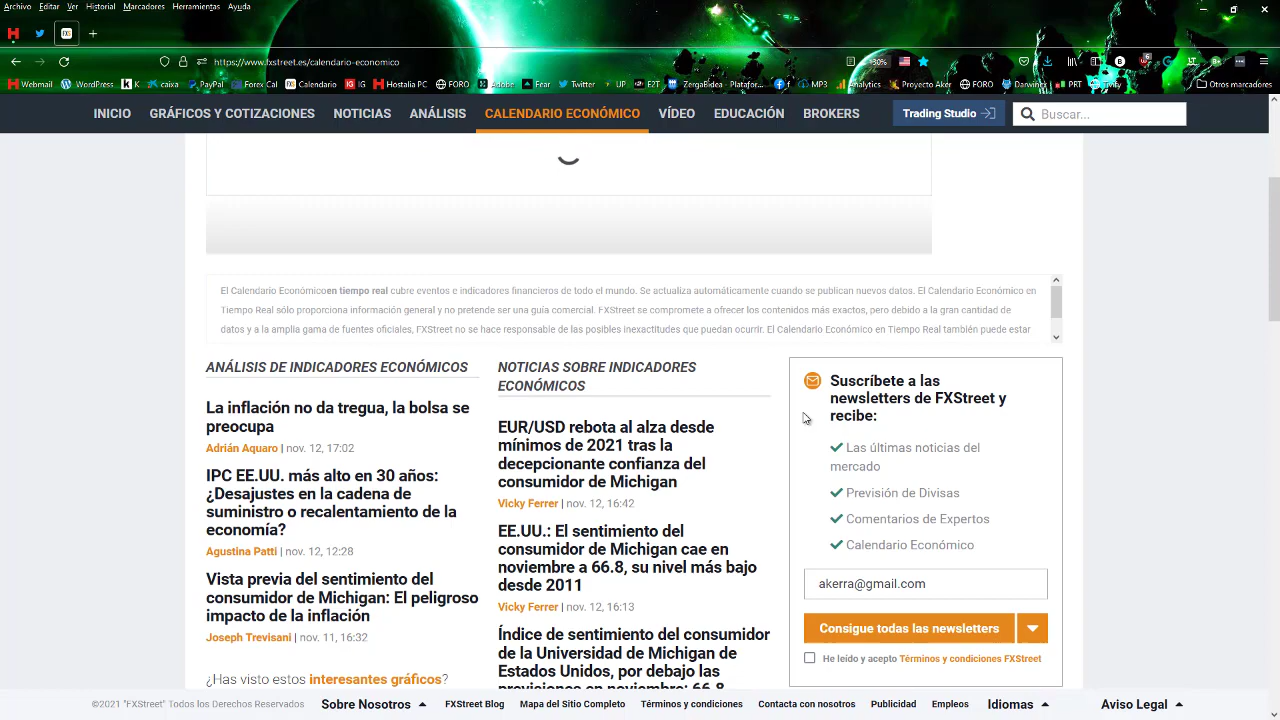 Archivo Editar Ver Historial Marcadores Herramientas Ayuda
https://www.fxstreet.es/calendario-economico
130%
Webmail WordPress K caixa PayPal Forex Cal Calendario IG Hostalia Pa FORO Adobe Fear Twitter UP E2T ZergaBidea Platafor... MP3 Analytics Proyecto Aker FORO Darwinex PRT Otros marcadores
INICIO GRÁFICOS Y COTIZACIONES NOTICIAS ANÁLISIS CALENDARIO ECONÓMICO VÍDEO EDUCACIÓN BROKERS Trading Studio Buscar...
El Calendario Económicoen tiempo real cubre eventos e indicadores financieros de todo el mundo. Se actualiza automáticamente cuando se publican nuevos datos. El Calendario Económico en
Tiempo Real sólo proporciona información general y no pretende ser una guía comercial. FXStreet se compromete a ofrecer los contenidos más exactos, pero debido a la gran cantidad de
datos y a la amplia gama de fuentes oficiales, FXStreet no se hace responsable de las posibles inexactitudes que puedan ocurrir. El Calendario Económico en Tiempo Real también puede estar
ANÁLISIS DE INDICADORES ECONÓMICOS
La inflación no da tregua, la bolsa se
preocupa
Adrián Aquaro | nov. 12, 17:02
IPC EE.UU. más alto en 30 años:
¿Desajustes en la cadena de
suministro o recalentamiento de la
economía?
Agustina Patti | nov. 12, 12:28
Vista previa del sentimiento del
consumidor de Michigan: El peligroso
impacto de la inflación
Joseph Trevisani | nov. 11, 16:32
¿Has visto estos interesantes gráficos?
NOTICIAS SOBRE INDICADORES
ECONÓMICOS
EUR/USD rebota al alza desde
mínimos de 2021 tras la
decepcionante confianza del
consumidor de Michigan
Vicky Ferrer | nov. 12, 16:42
EE.UU.: El sentimiento del
consumidor de Michigan cae en
noviembre a 66.8, su nivel más bajo
desde 2011
Vicky Ferrer | nov. 12, 16:13
Índice de sentimiento del consumidor
de la Universidad de Michigan de
Estados Unidos, por debajo las
previsiones en noviembre: 66.8
Suscríbete a las
newsletters de FXStreet y
recibe:
Las últimas noticias del
mercado
Previsión de Divisas
Comentarios de Expertos
Calendario Económico
akerra@gmail.com
Consigue todas las newsletters
He leído y acepto Términos y condiciones FXStreet
©2021 "FXStreet" Todos los Derechos Reservados Sobre Nosotros FXStreet Blog Mapa del Sitio Completo Términos y condiciones Contacta con nosotros Publicidad Empleos Idiomas Aviso Legal